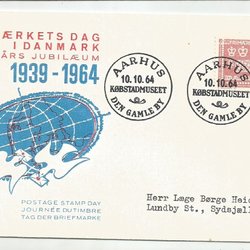 ÆRKETS DAG
I DANMARK
ÅRS JUBILÆUM
1939-1964
POSTAGE STAMP DAY
JOURNÉE DU TIMBRE
TAG DER BRIEFMARKE
AARHUS
10.10.64
KØBSTADMUSEET
DEN GAMLE BY
AARHUS
10.10.64
KØBSTADMUSEET
DEN GAMLE BY
Herr Læge Børge Hei
Lundby St., Sydsjæll